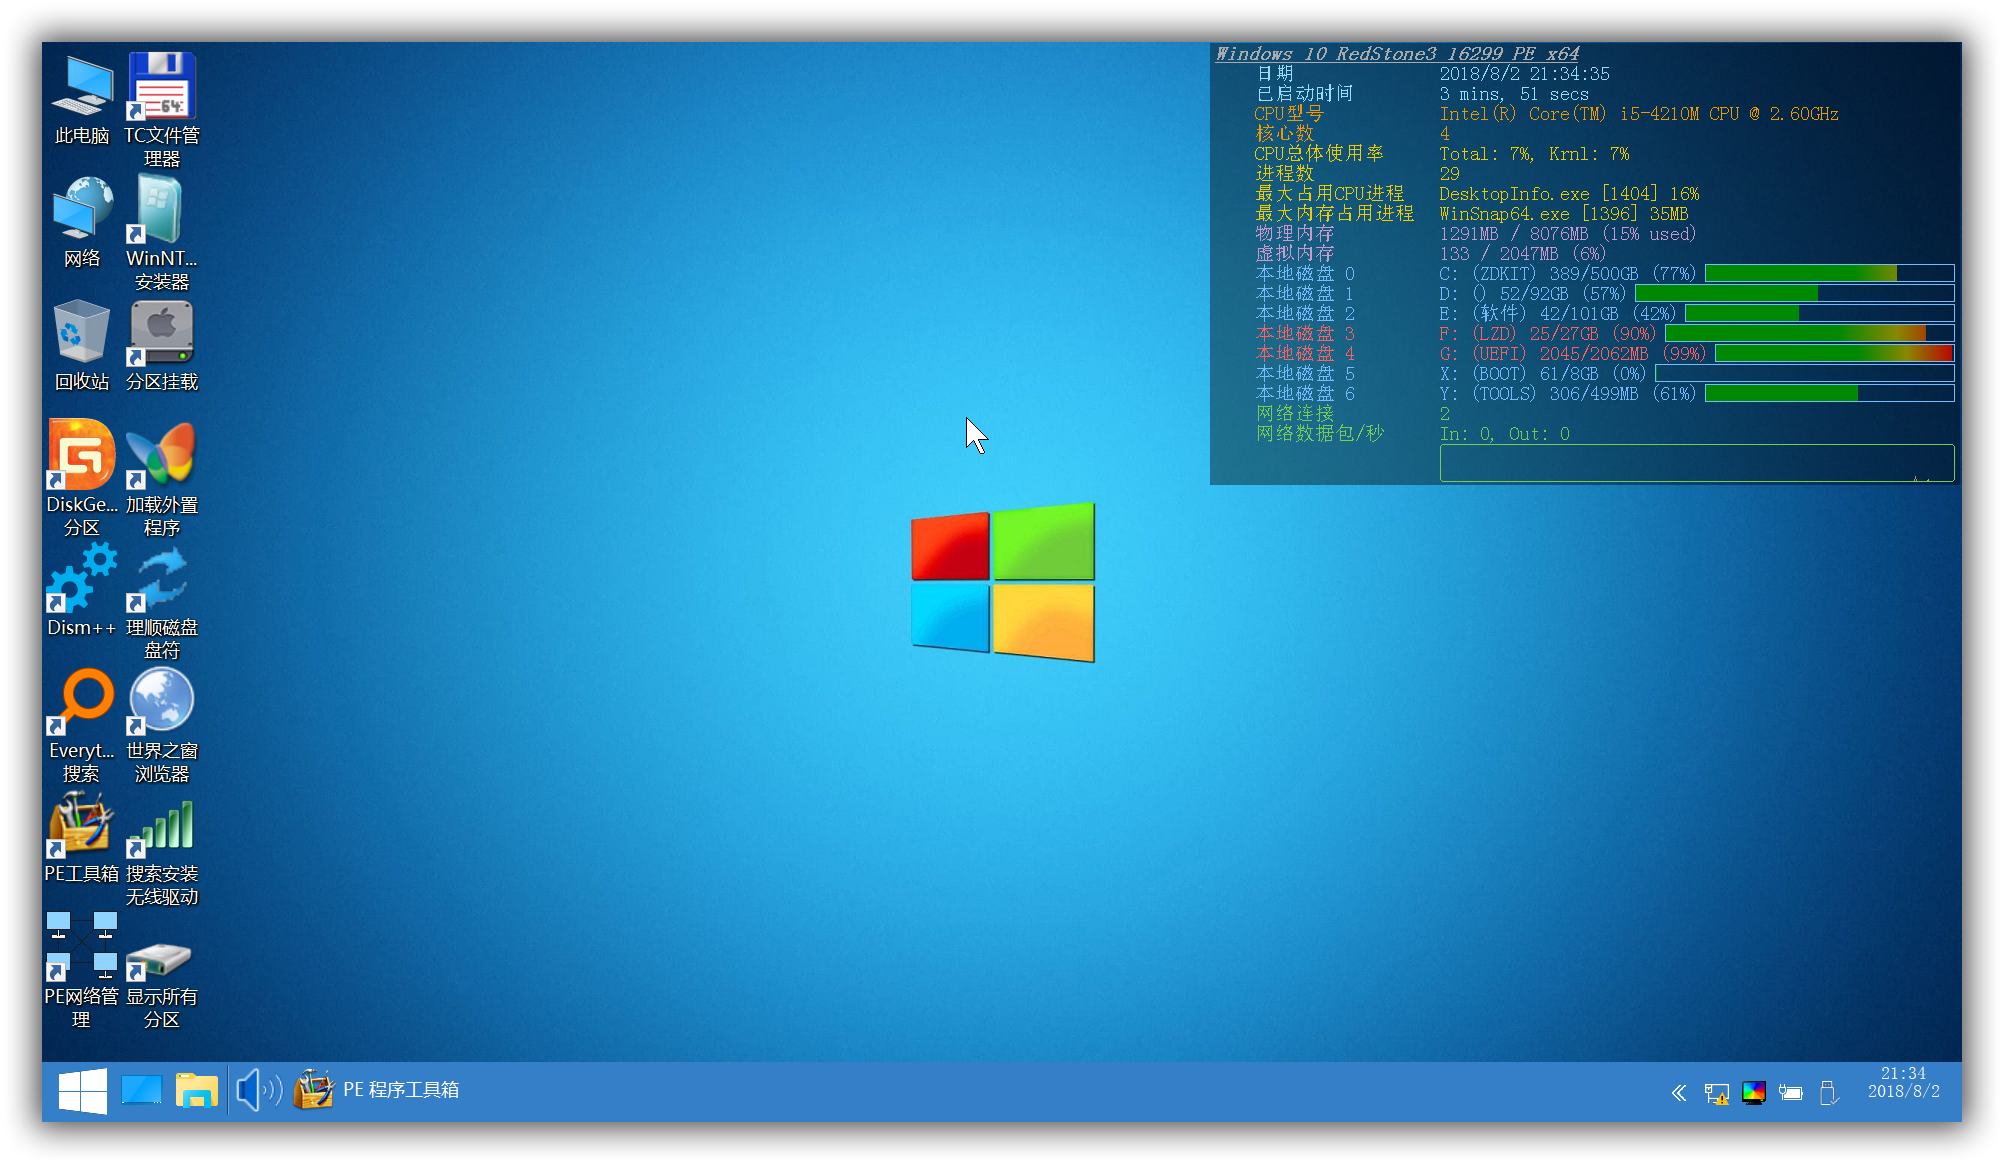 此电脑
TC文件管
理器
网络
WinNT...
安装器
回收站
分区挂载
DiskGe...
分区
加载外置
程序
Dism++
理顺磁盘
盘符
Everyt...
搜索
世界之窗
浏览器
PE工具箱
搜索安装
无线驱动
PE网络管
理
显示所有
分区
64
Windows 10 RedStone3 16299 PE x64
日期 2018/8/2 21:34:35
已启动时间 3 mins, 51 secs
CPU型号 Intel(R) Core(TM) i5-4210M CPU @ 2.60GHz
核心数 4
CPU总体使用率 Total: 7%, Krnl: 7%
进程数 29
最大占用CPU进程 DesktopInfo.exe [1404] 16%
最大内存占用进程 WinSnap64.exe [1396] 35MB
物理内存 1291MB / 8076MB (15% used)
虚拟内存 133 / 2047MB (6%)
本地磁盘 0 C: (ZDKIT) 389/500GB (77%)
本地磁盘 1 D: () 52/92GB (57%)
本地磁盘 2 E: (软件) 42/101GB (42%)
本地磁盘 3 F: (LZD) 25/27GB (90%)
本地磁盘 4 G: (UEFI) 2045/2062MB (99%)
本地磁盘 5 X: (BOOT) 61/8GB (0%)
本地磁盘 6 Y: (TOOLS) 306/499MB (61%)
网络连接 2
网络数据包/秒 In: 0, Out: 0
PE 程序工具箱
21:34
2018/8/2